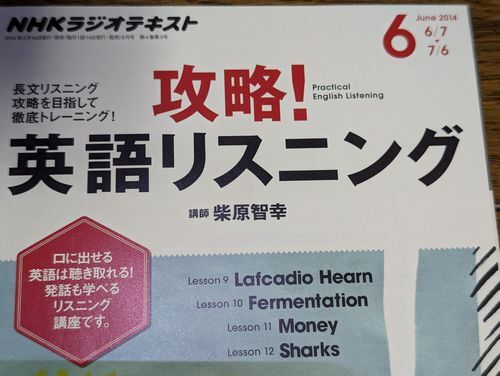 NHKラジオテキスト
6
June 2014
6/7
7/6
長文リスニング
攻略を目指して
徹底トレーニング!
攻略!
Practical
English Listening
英語リスニング
講師 柴原智幸
口に出せる
英語は聴き取れる!
発話も学べる
リスニング
講座です。
Lesson 9 Lafcadio Hearn
Lesson 10 Fermentation
Lesson 11 Money
Lesson 12 Sharks